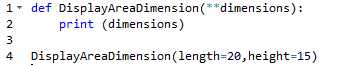 1 def DisplayAreaDimension(**dimensions):
2     print (dimensions)
3
4 DisplayAreaDimension(length=20,height=15)